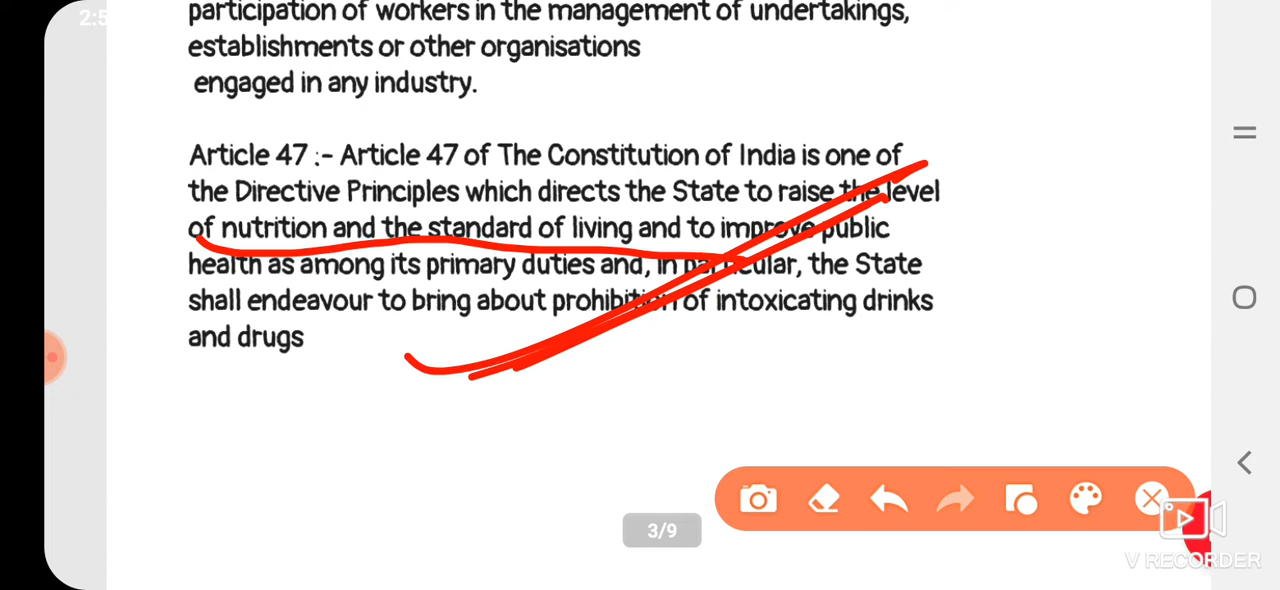 2:5
participation of workers in the management of undertakings,
establishments or other organisations
engaged in any industry.
Article 47 :- Article 47 of The Constitution of India is one of
the Directive Principles which directs the State to raise the level
of nutrition and the standard of living and to improve public
health as among its primary duties and, in particular, the State
shall endeavour to bring about prohibition of intoxicating drinks
and drugs
3/9
V RECORDER